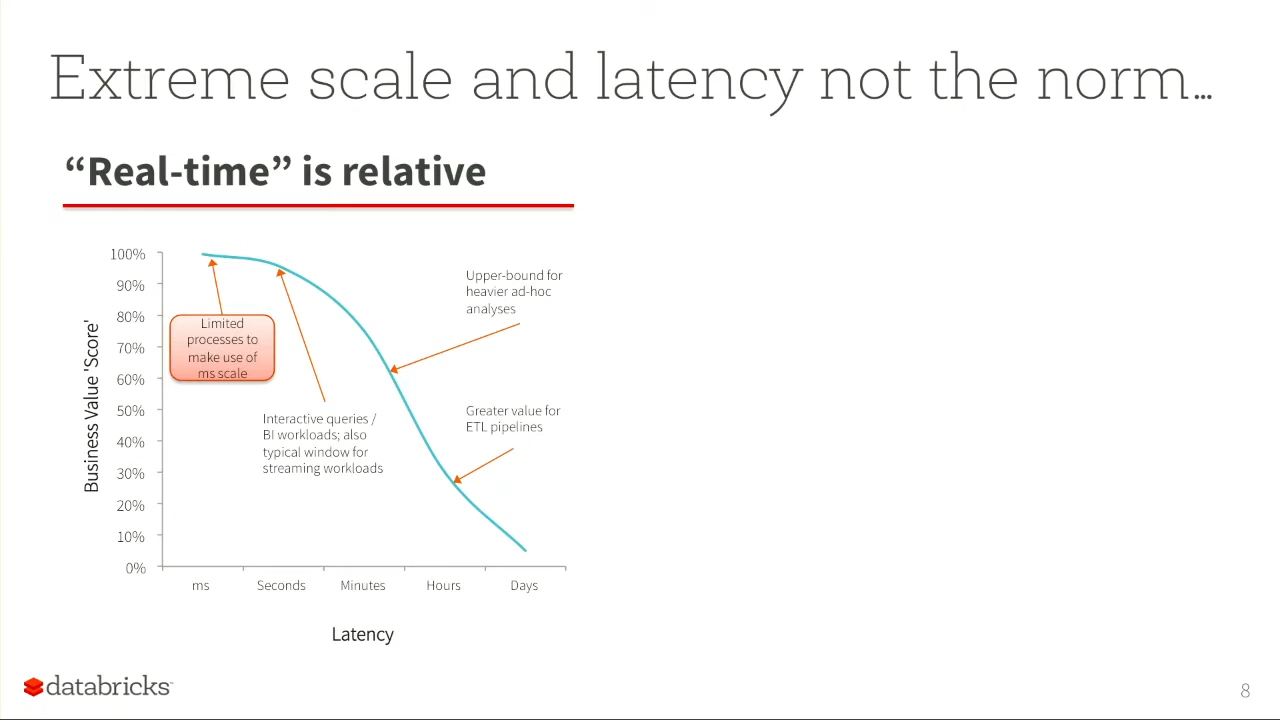 Extreme scale and latency not the norm…
“Real-time” is relative
100%
90%
80%
70%
60%
50%
40%
30%
20%
10%
0%
Business Value 'Score'
Limited
processes to
make use of
ms scale
Interactive queries /
BI workloads; also
typical window for
streaming workloads
Upper-bound for
heavier ad-hoc
analyses
Greater value for
ETL pipelines
ms
Seconds
Minutes
Hours
Days
Latency
databricks™
8